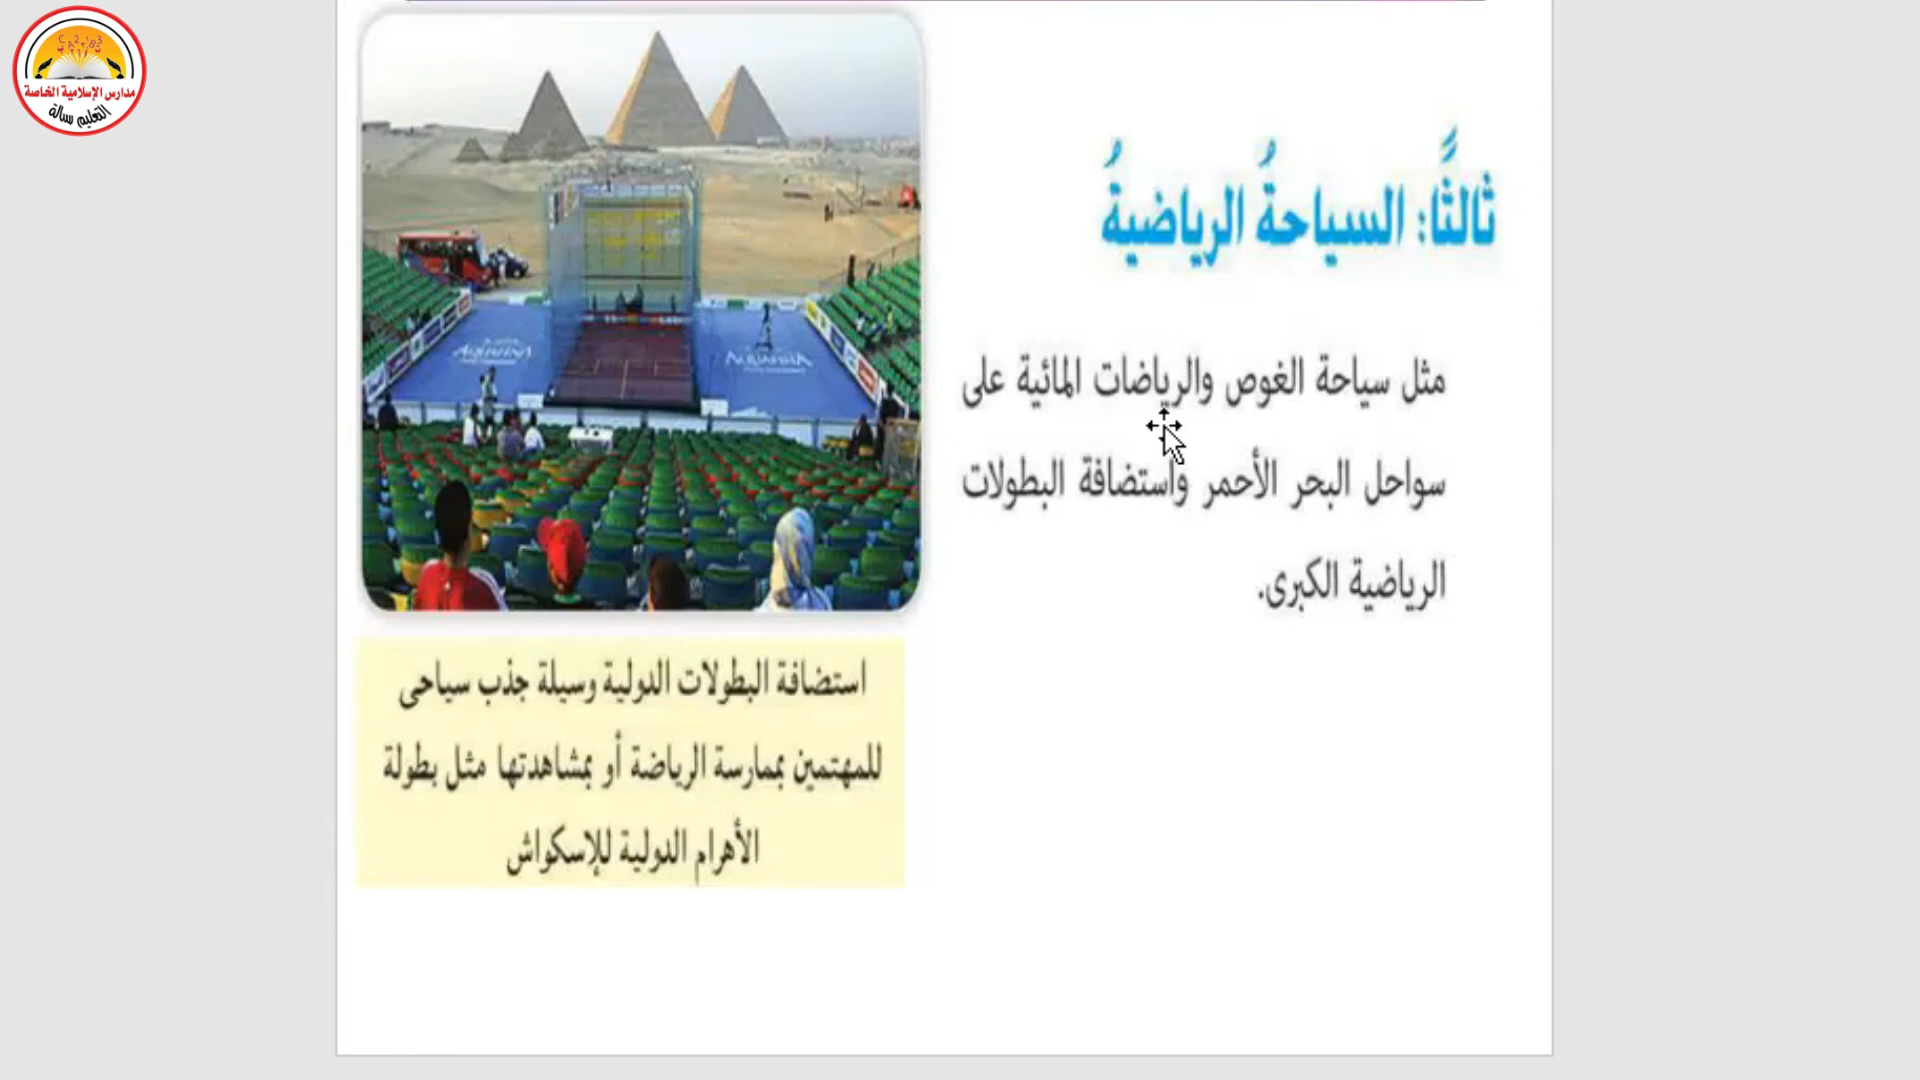 مدارس الإسلامية الخاصة
التعليم رسالة
ثالثًا: السياحةُ الرياضيةُ
مثل سياحة الغوص والرياضات المائية على
سواحل البحر الأحمر واستضافة البطولات
الرياضية الكبرى.
استضافة البطولات الدولية وسيلة جذب سياحى
للمهتمين بممارسة الرياضة أو بمشاهدتها مثل بطولة
الأهرام الدولية للإسكواش